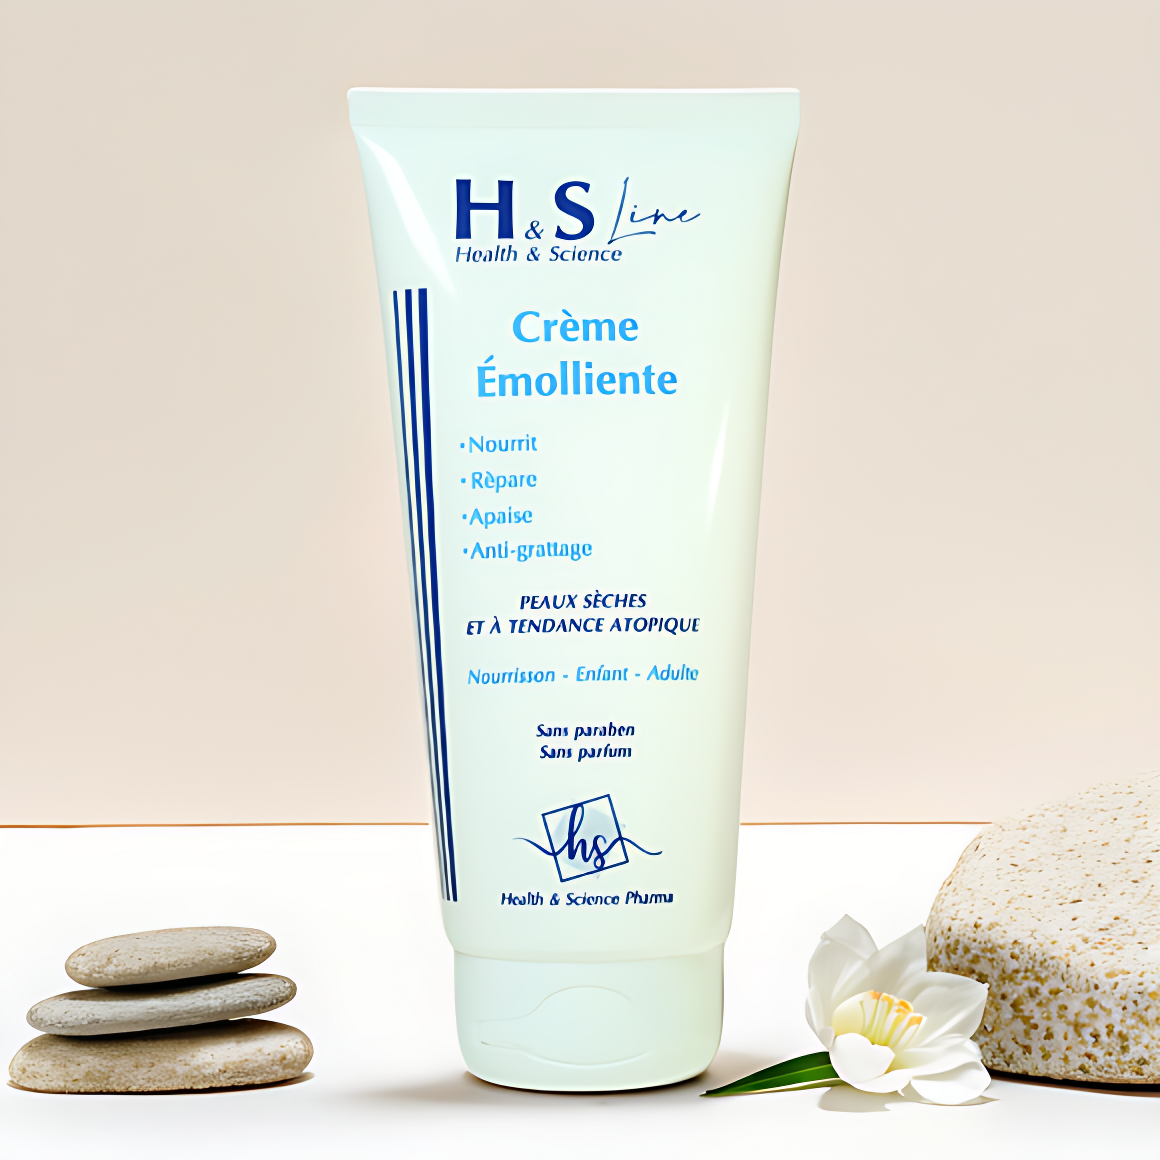 H & S Line
Health & Science
Crème
Émolliente
• Nourrit
• Rèpare
• Apaise
• Anti-grattage
PEAUX SÈCHES
ET À TENDANCE ATOPIQUE
Nourrisson - Enfant - Adulte
Sans paraben
Sans parfum
hs
Health & Science Pharma